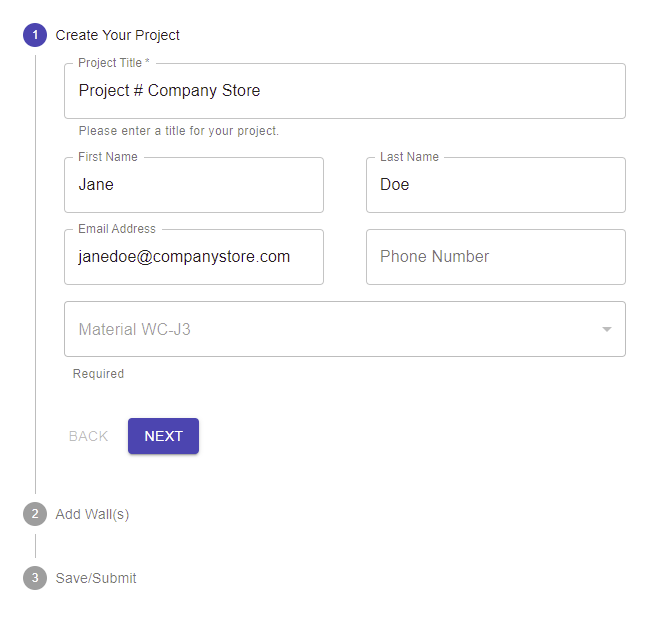 1 Create Your Project
Project Title *
Project # Company Store
Please enter a title for your project.
First Name
Jane
Last Name
Doe
Email Address
janedoe@companystore.com
Phone Number
Material WC-J3
Required
BACK NEXT
2 Add Wall(s)
3 Save/Submit